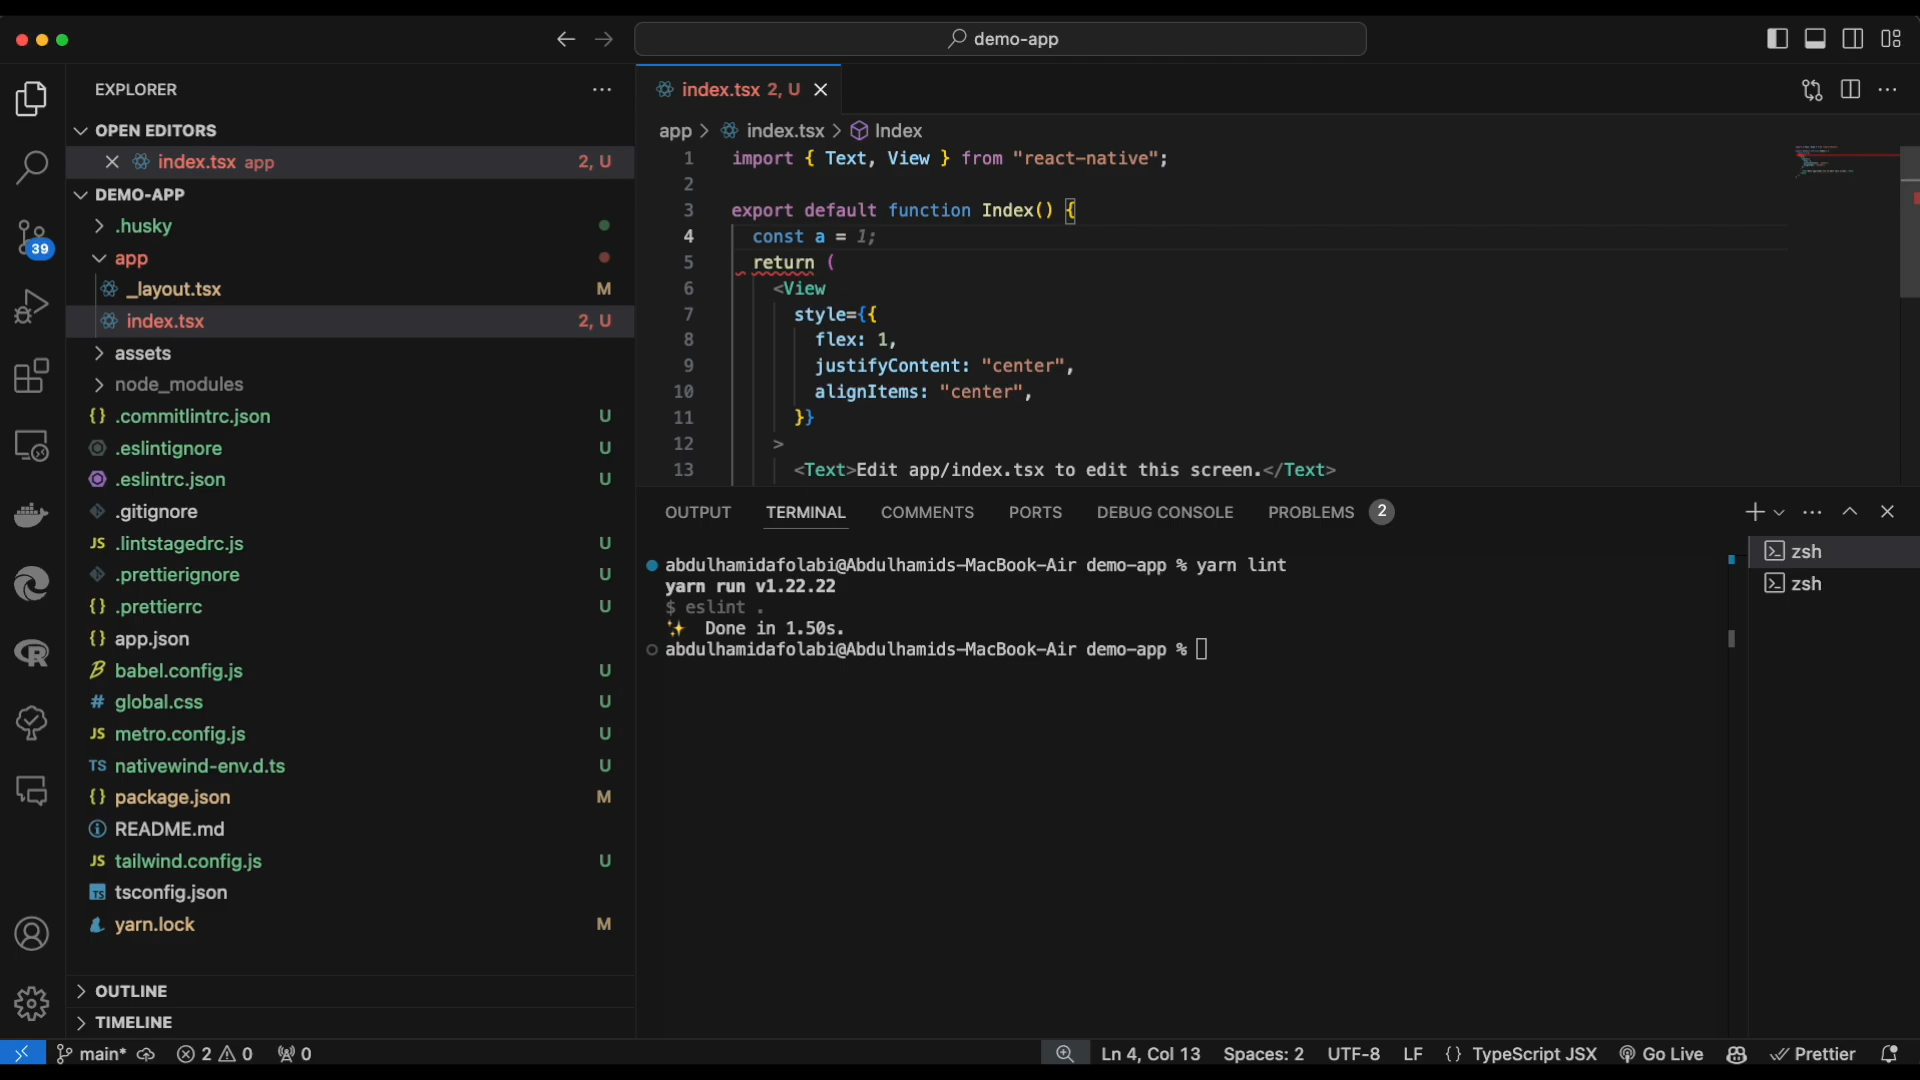 demo-app
EXPLORER
OPEN EDITORS
index.tsx app 2, U
DEMO-APP
.husky
app
_layout.tsx M
index.tsx 2, U
assets
node_modules
{} .commitlintrc.json U
.eslintignore U
.eslintrc.json U
.gitignore
JS .lintstagedrc.js U
.prettierignore U
{} .prettierrc U
{} app.json
babel.config.js U
# global.css U
JS metro.config.js U
TS nativewind-env.d.ts U
{} package.json M
README.md
JS tailwind.config.js U
TS tsconfig.json
yarn.lock M
OUTLINE
TIMELINE
39
index.tsx 2, U
app > index.tsx > Index
1 import { Text, View } from "react-native";
2
3 export default function Index() {
4 const a = 1;
5 return (
6 <View
7 style={{
8 flex: 1,
9 justifyContent: "center",
10 alignItems: "center",
11 }}
12 >
13 <Text>Edit app/index.tsx to edit this screen.</Text>
OUTPUT TERMINAL COMMENTS PORTS DEBUG CONSOLE PROBLEMS 2
abdulhamidafolabi@Abdulhamids-MacBook-Air demo-app % yarn lint
yarn run v1.22.22
$ eslint .
✨ Done in 1.50s.
abdulhamidafolabi@Abdulhamids-MacBook-Air demo-app %
zsh
zsh
main* 2 0 0 Ln 4, Col 13 Spaces: 2 UTF-8 LF {} TypeScript JSX Go Live Prettier